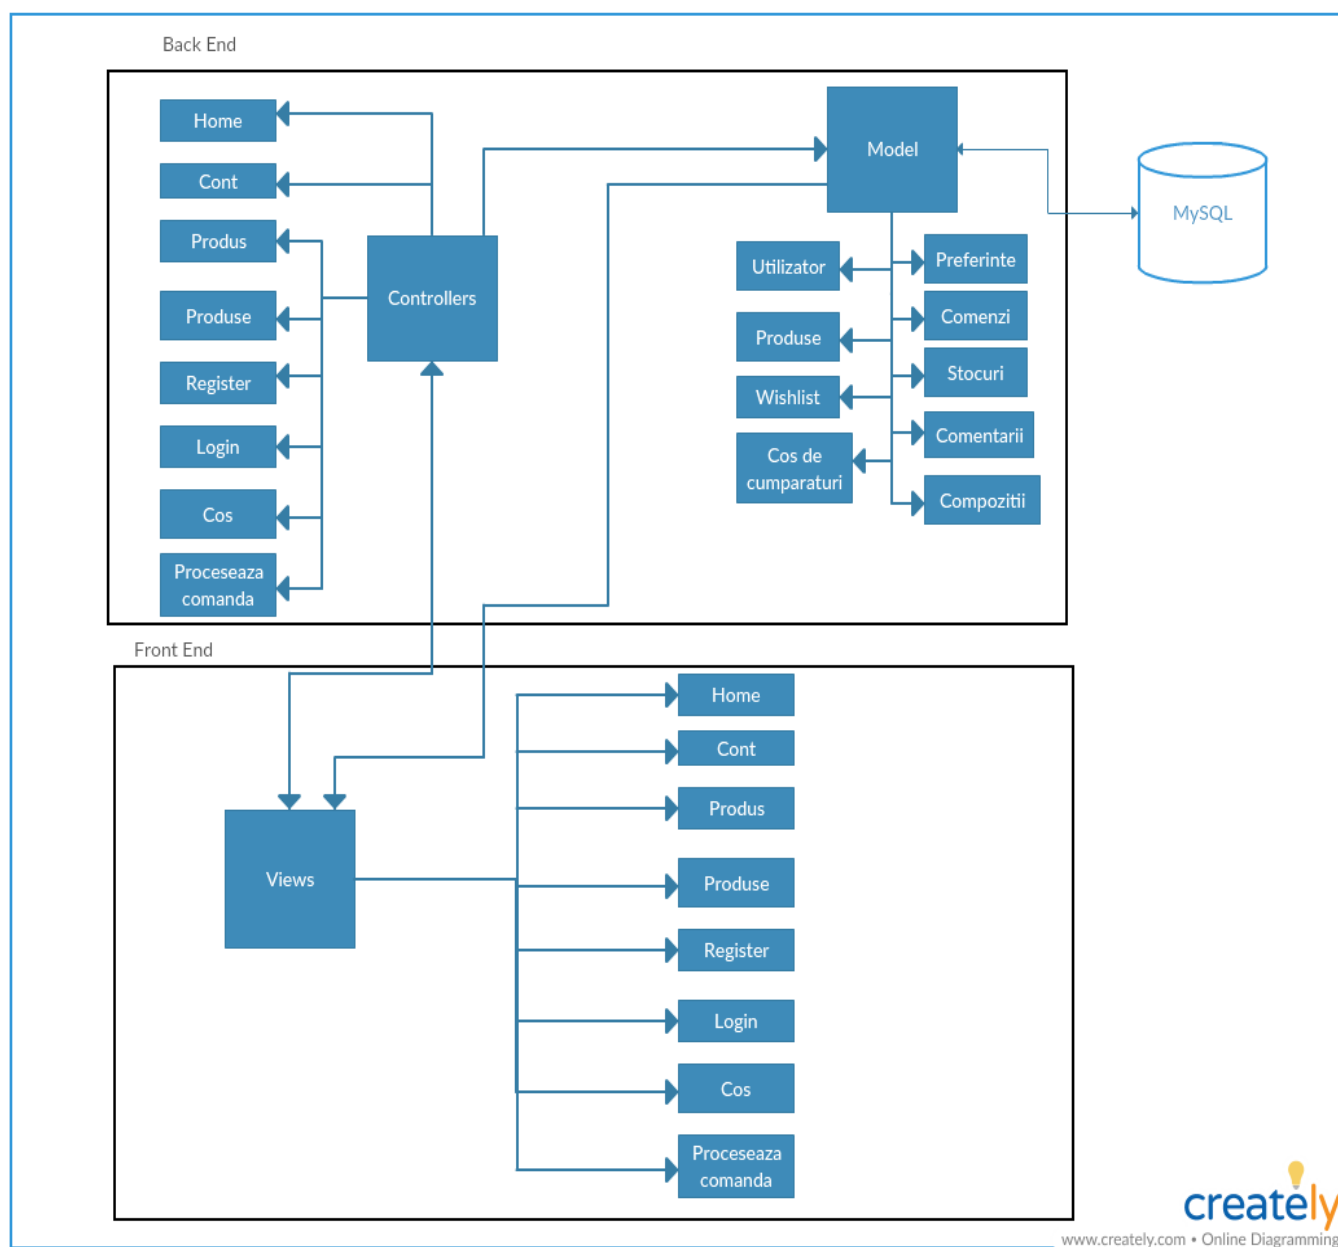 Back End
Home
Cont
Produs
Produse
Register
Login
Cos
Proceseaza
comanda
Controllers
Model
MySQL
Utilizator
Produse
Wishlist
Cos de
cumparaturi
Preferinte
Comenzi
Stocuri
Comentarii
Compozitii
Front End
Views
Home
Cont
Produs
Produse
Register
Login
Cos
Proceseaza
comanda
creately
www.creately.com • Online Diagramming